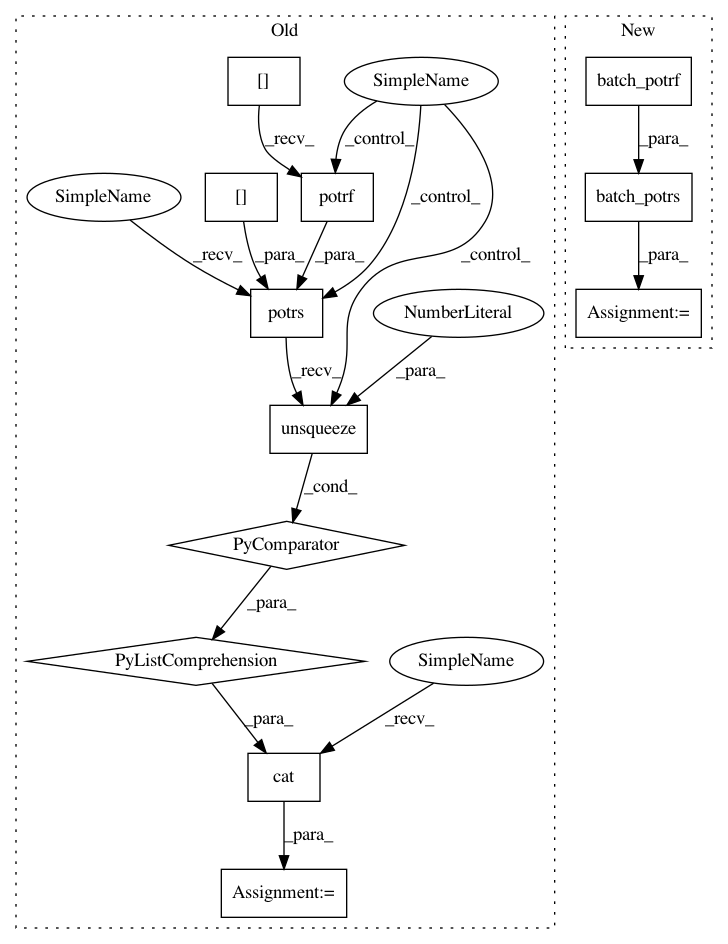 Old
New
[]
SimpleName
batch_potrf
_recv_
_control_
_para_
SimpleName
[]
potrf
batch_potrs
_control_
_recv_
_para_
_para_
_control_
_para_
potrs
NumberLiteral
Assignment:=
_recv_
_para_
unsqueeze
_cond_
PyComparator
_para_
PyListComprehension
SimpleName
_para_
_recv_
cat
_para_
Assignment:=